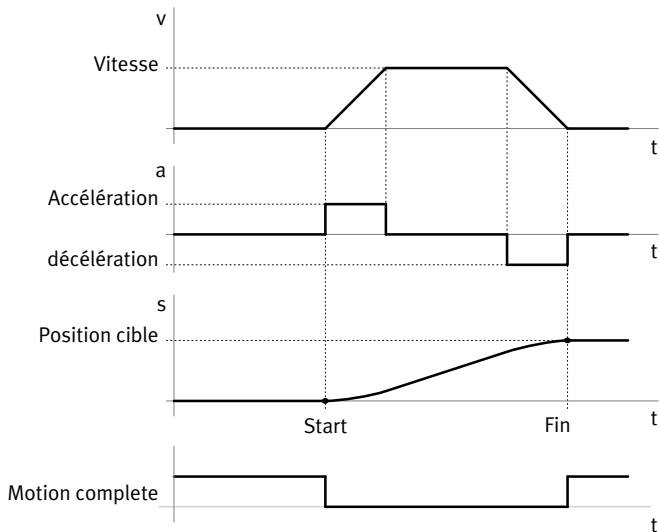 v
Vitesse
t
a
Accélération
t
décélération
s
Position cible
Start
Fin
t
Motion complete
t